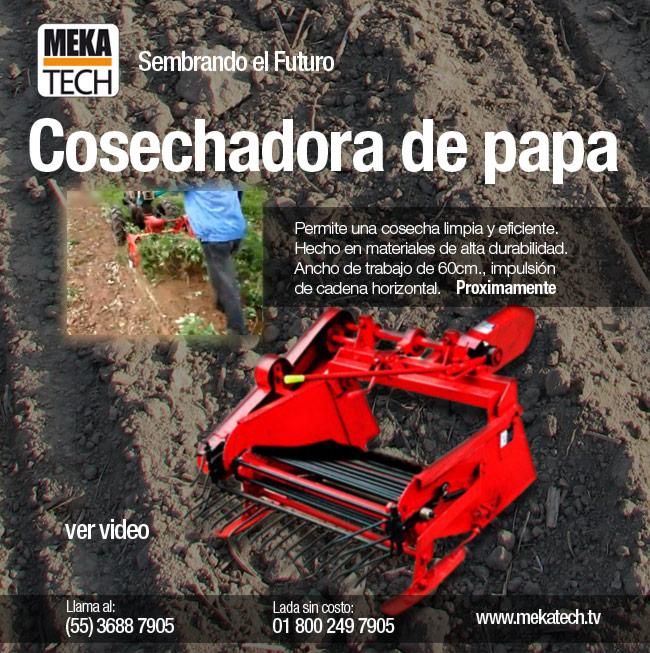 MEKA
TECH
Sembrando el Futuro
Cosechadora de papa
Permite una cosecha limpia y eficiente.
Hecho en materiales de alta durabilidad.
Ancho de trabajo de 60cm., impulsión
de cadena horizontal. Proximamente
ver video
Llama al:
(55) 3688 7905
Lada sin costo:
01 800 249 7905
www.mekatech.tv